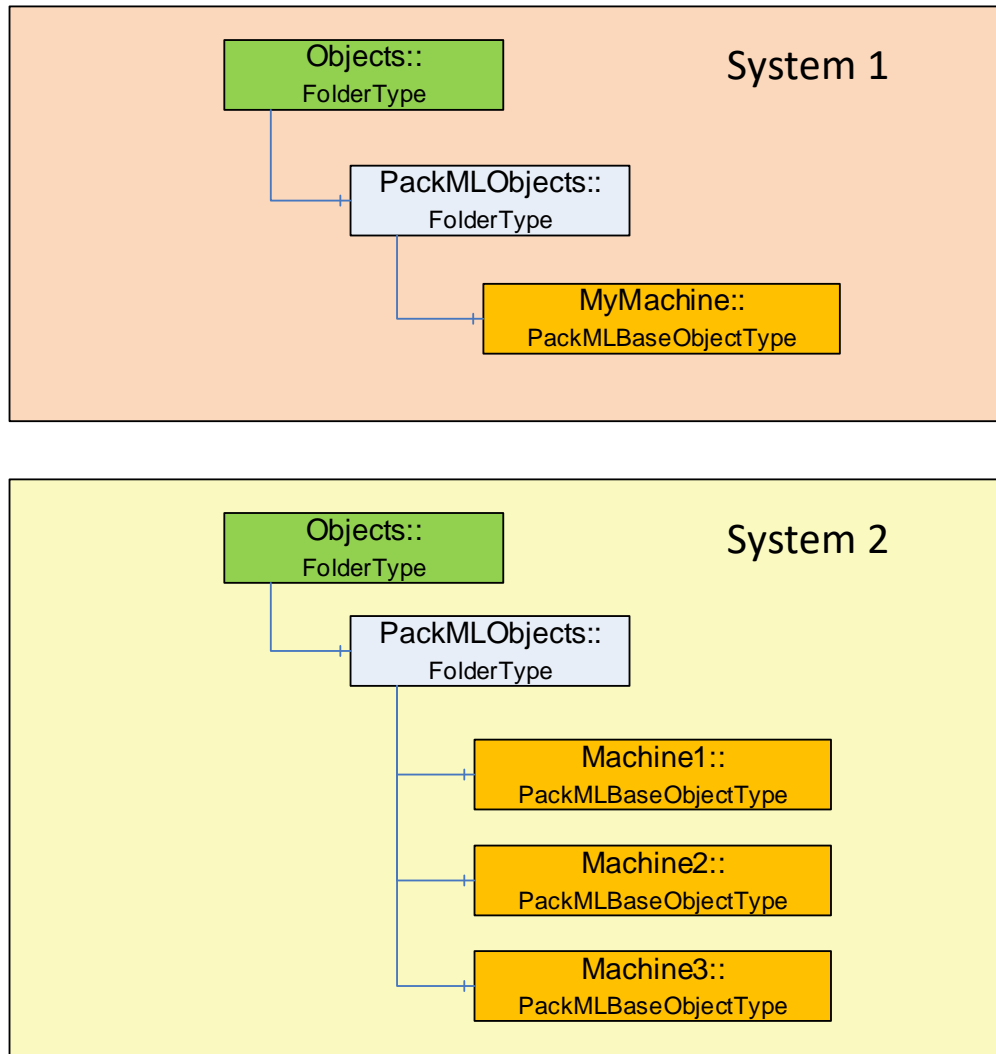 System 1
Objects::
FolderType
PackMLObjects::
FolderType
MyMachine::
PackMLBaseObjectType
System 2
Objects::
FolderType
PackMLObjects::
FolderType
Machine1::
PackMLBaseObjectType
Machine2::
PackMLBaseObjectType
Machine3::
PackMLBaseObjectType